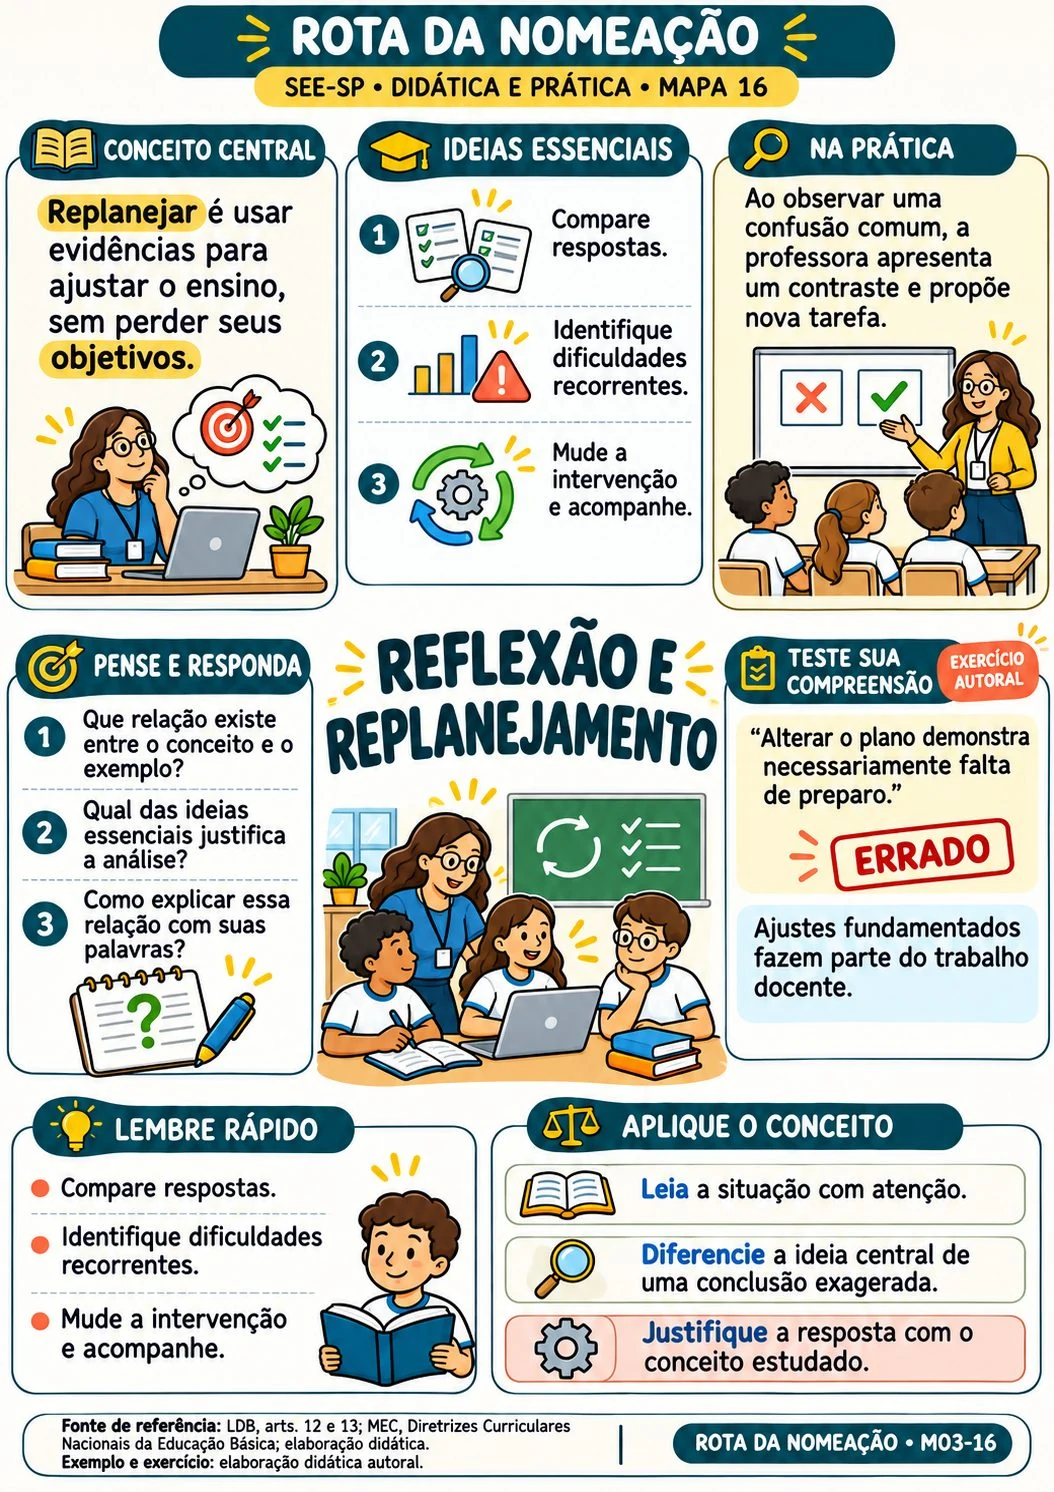 ROTA DA NOMEAÇÃO
SEE-SP • DIDÁTICA E PRÁTICA • MAPA 16
CONCEITO CENTRAL
Replanejar é usar
evidências para
ajustar o ensino,
sem perder seus
objetivos.
IDEIAS ESSENCIAIS
1
Compare
respostas.
2
Identifique
dificuldades
recorrentes.
3
Mude a
intervenção
e acompanhe.
NA PRÁTICA
Ao observar uma
confusão comum, a
professora apresenta
um contraste e propõe
nova tarefa.
PENSE E RESPONDA
1
Que relação existe
entre o conceito e o
exemplo?
2
Qual das ideias
essenciais justifica
a análise?
3
Como explicar essa
relação com suas
palavras?
?
REFLEXÃO E
REPLANEJAMENTO
TESTE SUA
COMPREENSÃO
EXERCÍCIO
AUTORAL
“Alterar o plano demonstra
necessariamente falta
de preparo.”
ERRADO
Ajustes fundamentados
fazem parte do trabalho
docente.
LEMBRE RÁPIDO
Compare respostas.
Identifique dificuldades
recorrentes.
Mude a intervenção
e acompanhe.
APLIQUE O CONCEITO
Leia a situação com atenção.
Diferencie a ideia central de
uma conclusão exagerada.
Justifique a resposta com o
conceito estudado.
Fonte de referência: LDB, arts. 12 e 13; MEC, Diretrizes Curriculares
Nacionais da Educação Básica; elaboração didática.
Exemplo e exercício: elaboração didática autoral.
ROTA DA NOMEAÇÃO • M03-16